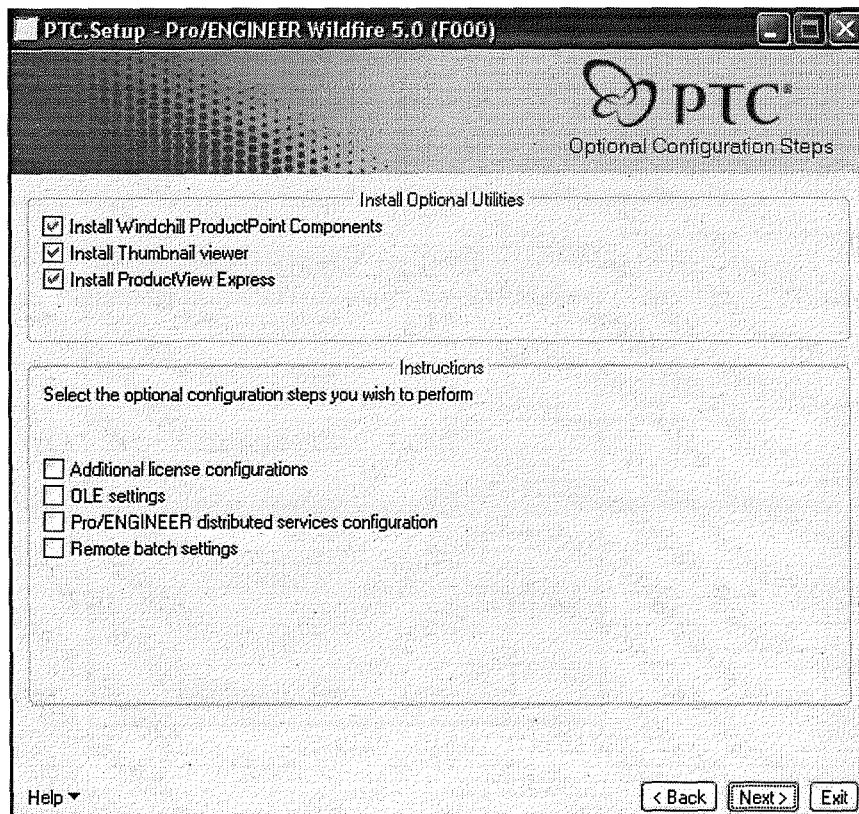 PTC.Setup - Pro/ENGINEER Wildfire 5.0 (F000)
PTC®
Optional Configuration Steps
Install Optional Utilities
Install Windchill ProductPoint Components
Install Thumbnail viewer
Install ProductView Express
Instructions
Select the optional configuration steps you wish to perform
Additional license configurations
OLE settings
Pro/ENGINEER distributed services configuration
Remote batch settings
Help
< Back Next > Exit